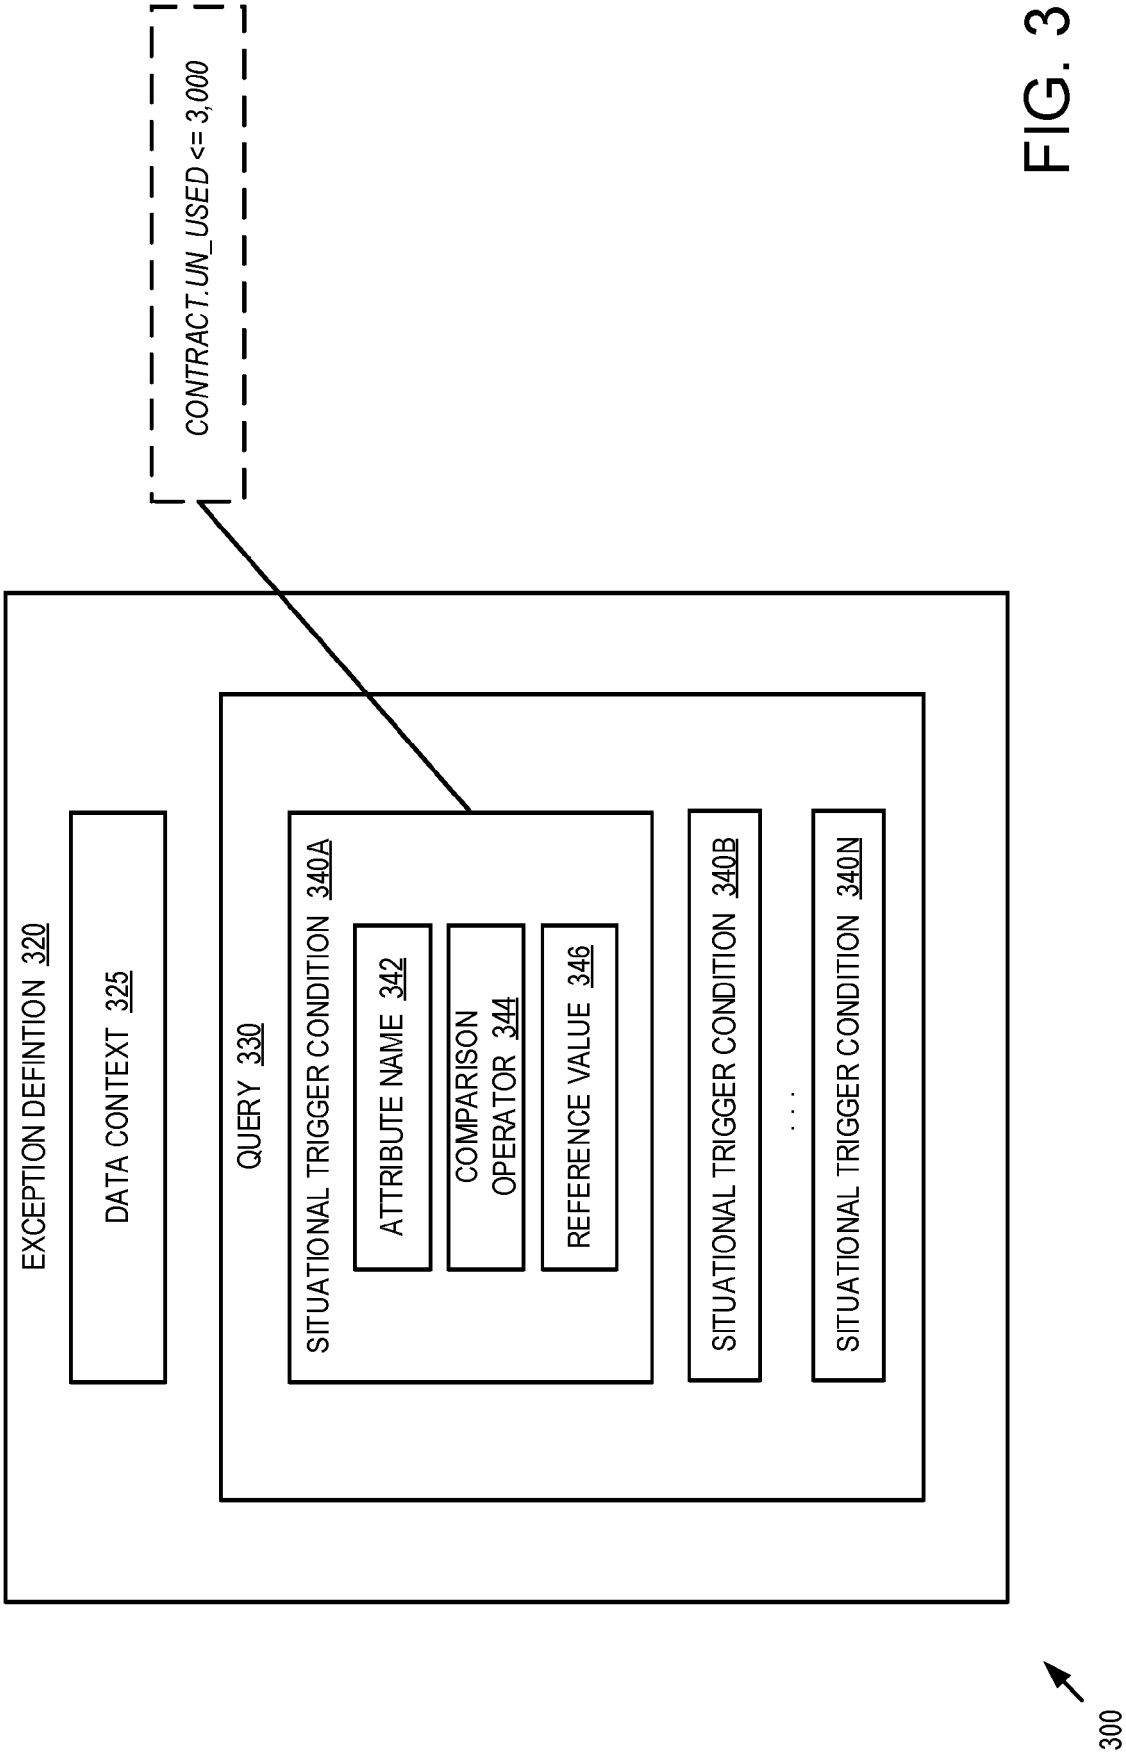 300
EXCEPTION DEFINTION 320
DATA CONTEXT 325
QUERY 330
SITUATIONAL TRIGGER CONDITION 340A
ATTRIBUTE NAME 342
COMPARISON
OPERATOR 344
REFERENCE VALUE 346
SITUATIONAL TRIGGER CONDITION 340B
. . .
SITUATIONAL TRIGGER CONDITION 340N
CONTRACT.UN_USED <= 3,000
FIG. 3